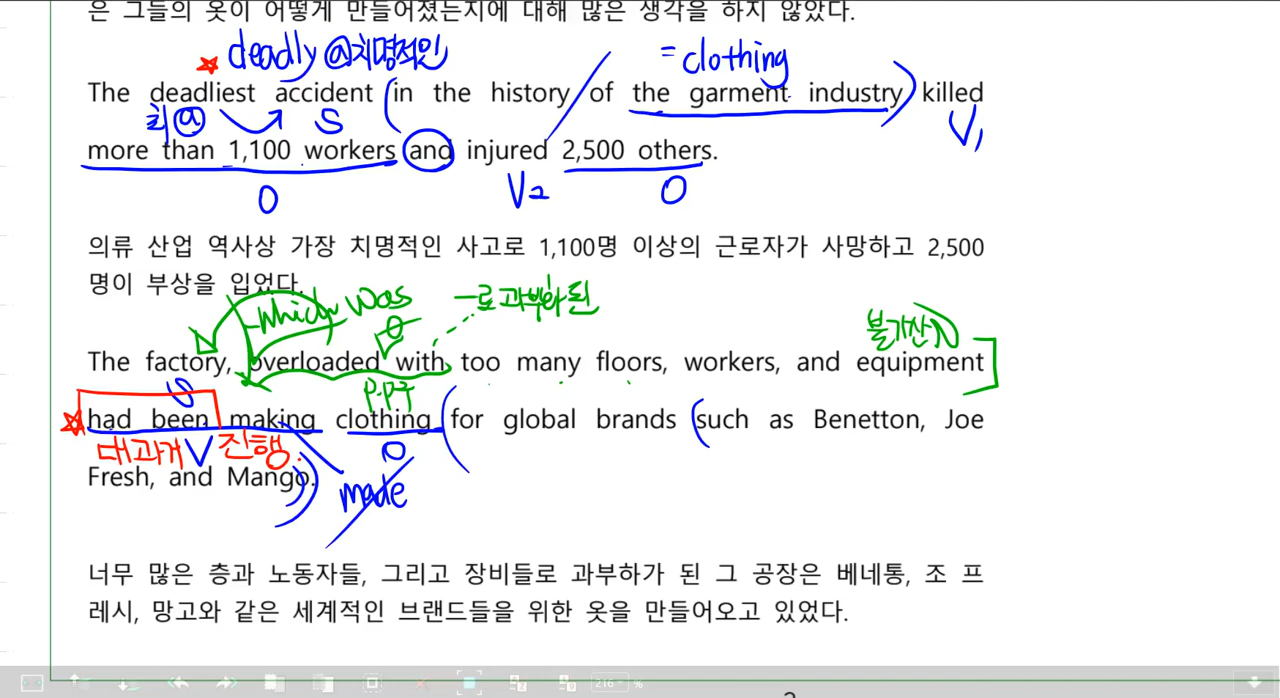 은 그들의 옷이 어떻게 만들어졌는지에 대해 많은 생각을 하지 않았다.
deadly ⓐ치명적인
= clothing
The deadliest accident in the history of the garment industry killed
최 ⓐ S V1
more than 1,100 workers and injured 2,500 others.
O V2 O
의류 산업 역사상 가장 치명적인 사고로 1,100명 이상의 근로자가 사망하고 2,500
명이 부상을 입었다.
which was
~로 과부하된
불가산N
The factory, overloaded with too many floors, workers, and equipment
S p.p구
had been making clothing for global brands (such as Benetton, Joe
대과거 V 진행 O
Fresh, and Mango.
made
너무 많은 층과 노동자들, 그리고 장비들로 과부하가 된 그 공장은 베네통, 조 프
레시, 망고와 같은 세계적인 브랜드들을 위한 옷을 만들어오고 있었다.
216 %